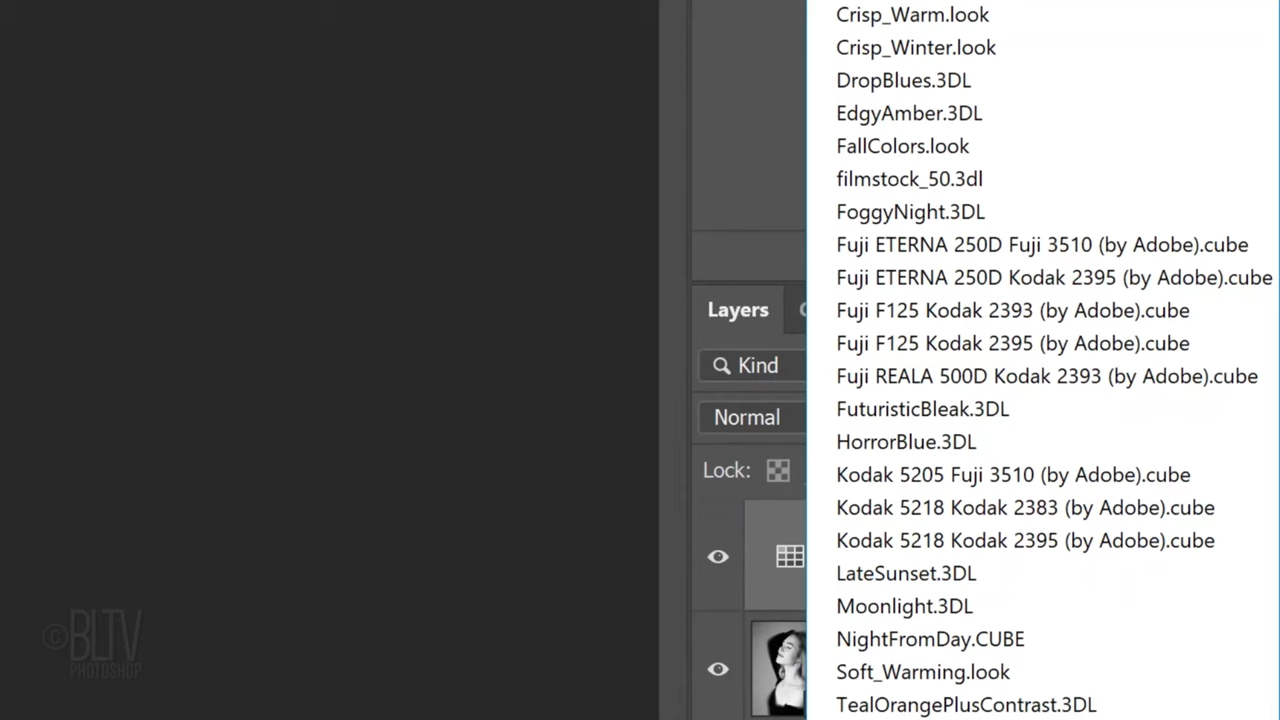 Crisp_Warm.look
Crisp_Winter.look
DropBlues.3DL
EdgyAmber.3DL
FallColors.look
filmstock_50.3dl
FoggyNight.3DL
Fuji ETERNA 250D Fuji 3510 (by Adobe).cube
Fuji ETERNA 250D Kodak 2395 (by Adobe).cube
Fuji F125 Kodak 2393 (by Adobe).cube
Fuji F125 Kodak 2395 (by Adobe).cube
Fuji REALA 500D Kodak 2393 (by Adobe).cube
FuturisticBleak.3DL
HorrorBlue.3DL
Kodak 5205 Fuji 3510 (by Adobe).cube
Kodak 5218 Kodak 2383 (by Adobe).cube
Kodak 5218 Kodak 2395 (by Adobe).cube
LateSunset.3DL
Moonlight.3DL
NightFromDay.CUBE
Soft_Warming.look
TealOrangePlusContrast.3DL
Layers
Kind
Normal
Lock:
©BLTV
PHOTOSHOP